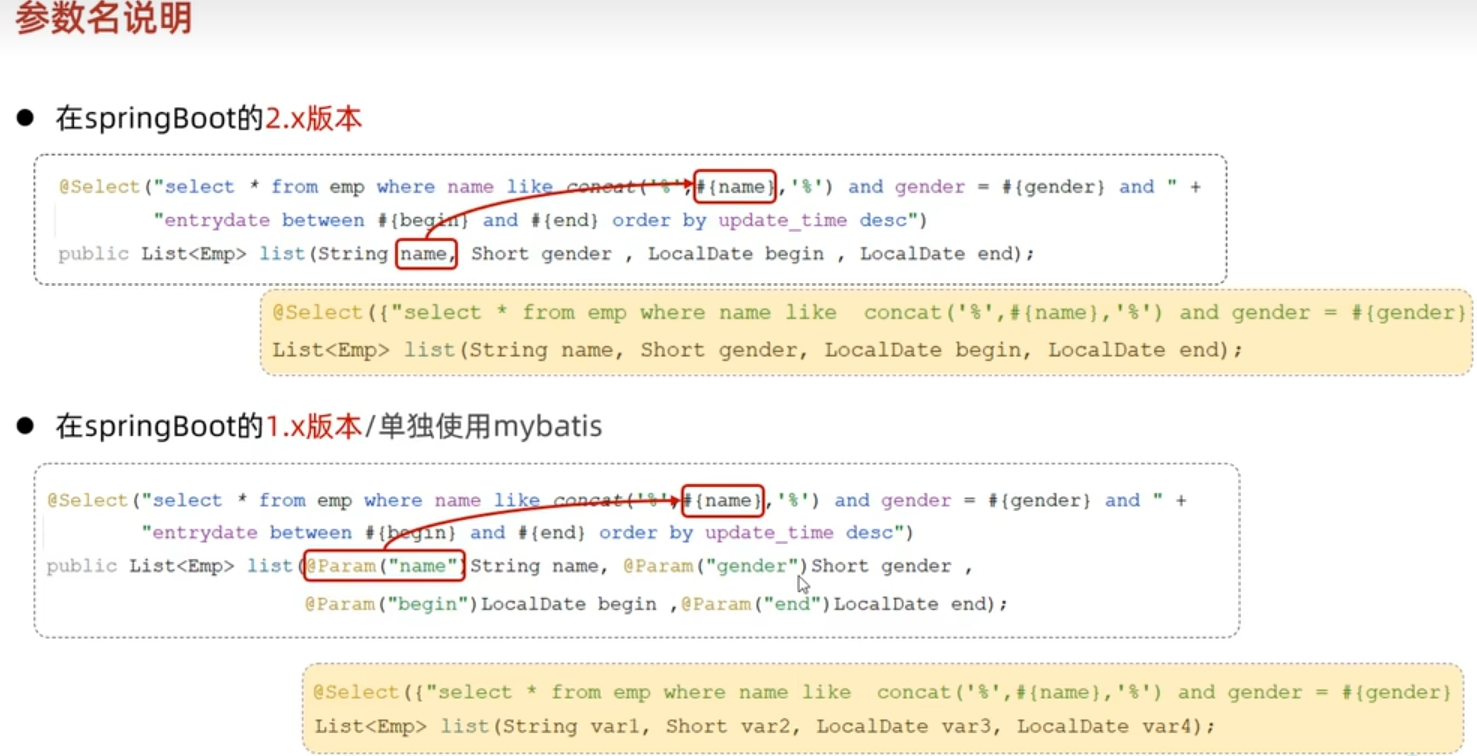 参数名说明
● 在springBoot的2.x版本
@Select("select * from emp where name like concat('%',#{name},'%') and gender = #{gender} and " +
"entrydate between #{begin} and #{end} order by update_time desc")
public List<Emp> list(String name, Short gender , LocalDate begin , LocalDate end);
@Select({"select * from emp where name like  concat('%',#{name},'%') and gender = #{gender}
List<Emp> list(String name, Short gender, LocalDate begin, LocalDate end);
● 在springBoot的1.x版本/单独使用mybatis
@Select("select * from emp where name like concat('%',#{name},'%') and gender = #{gender} and " +
"entrydate between #{begin} and #{end} order by update_time desc")
public List<Emp> list(@Param("name")String name, @Param("gender")Short gender ,
@Param("begin")LocalDate begin ,@Param("end")LocalDate end);
@Select({"select * from emp where name like  concat('%',#{name},'%') and gender = #{gender}
List<Emp> list(String var1, Short var2, LocalDate var3, LocalDate var4);